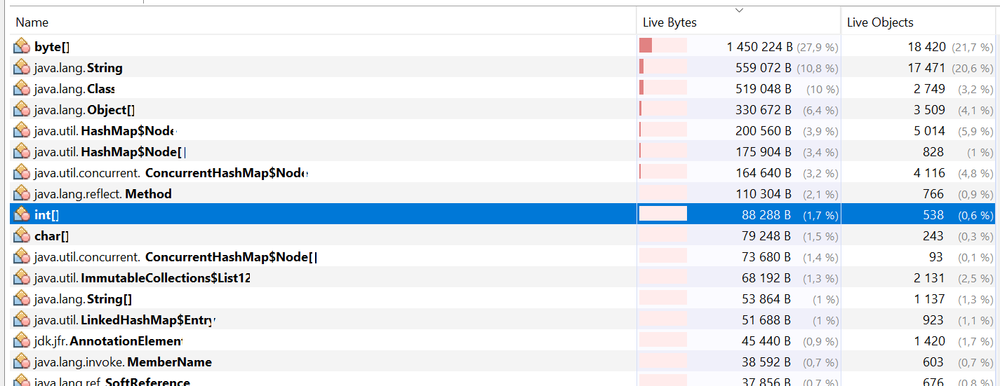 Name Live Bytes Live Objects
byte[] 1 450 224 B (27,9 %) 18 420 (21,7 %)
java.lang.String 559 072 B (10,8 %) 17 471 (20,6 %)
java.lang.Class 519 048 B (10 %) 2 749 (3,2 %)
java.lang.Object[] 330 672 B (6,4 %) 3 509 (4,1 %)
java.util.HashMap$Node 200 560 B (3,9 %) 5 014 (5,9 %)
java.util.HashMap$Node[] 175 904 B (3,4 %) 828 (1 %)
java.util.concurrent.ConcurrentHashMap$Node 164 640 B (3,2 %) 4 116 (4,8 %)
java.lang.reflect.Method 110 304 B (2,1 %) 766 (0,9 %)
int[] 88 288 B (1,7 %) 538 (0,6 %)
char[] 79 248 B (1,5 %) 243 (0,3 %)
java.util.concurrent.ConcurrentHashMap$Node[] 73 680 B (1,4 %) 93 (0,1 %)
java.util.ImmutableCollections$List12 68 192 B (1,3 %) 2 131 (2,5 %)
java.lang.String[] 53 864 B (1 %) 1 137 (1,3 %)
java.util.LinkedHashMap$Entry 51 688 B (1 %) 923 (1,1 %)
jdk.jfr.AnnotationElement 45 440 B (0,9 %) 1 420 (1,7 %)
java.lang.invoke.MemberName 38 592 B (0,7 %) 603 (0,7 %)
java.lang.ref.SoftReference 37 856 B (0,7 %) 676 (0,8 %)